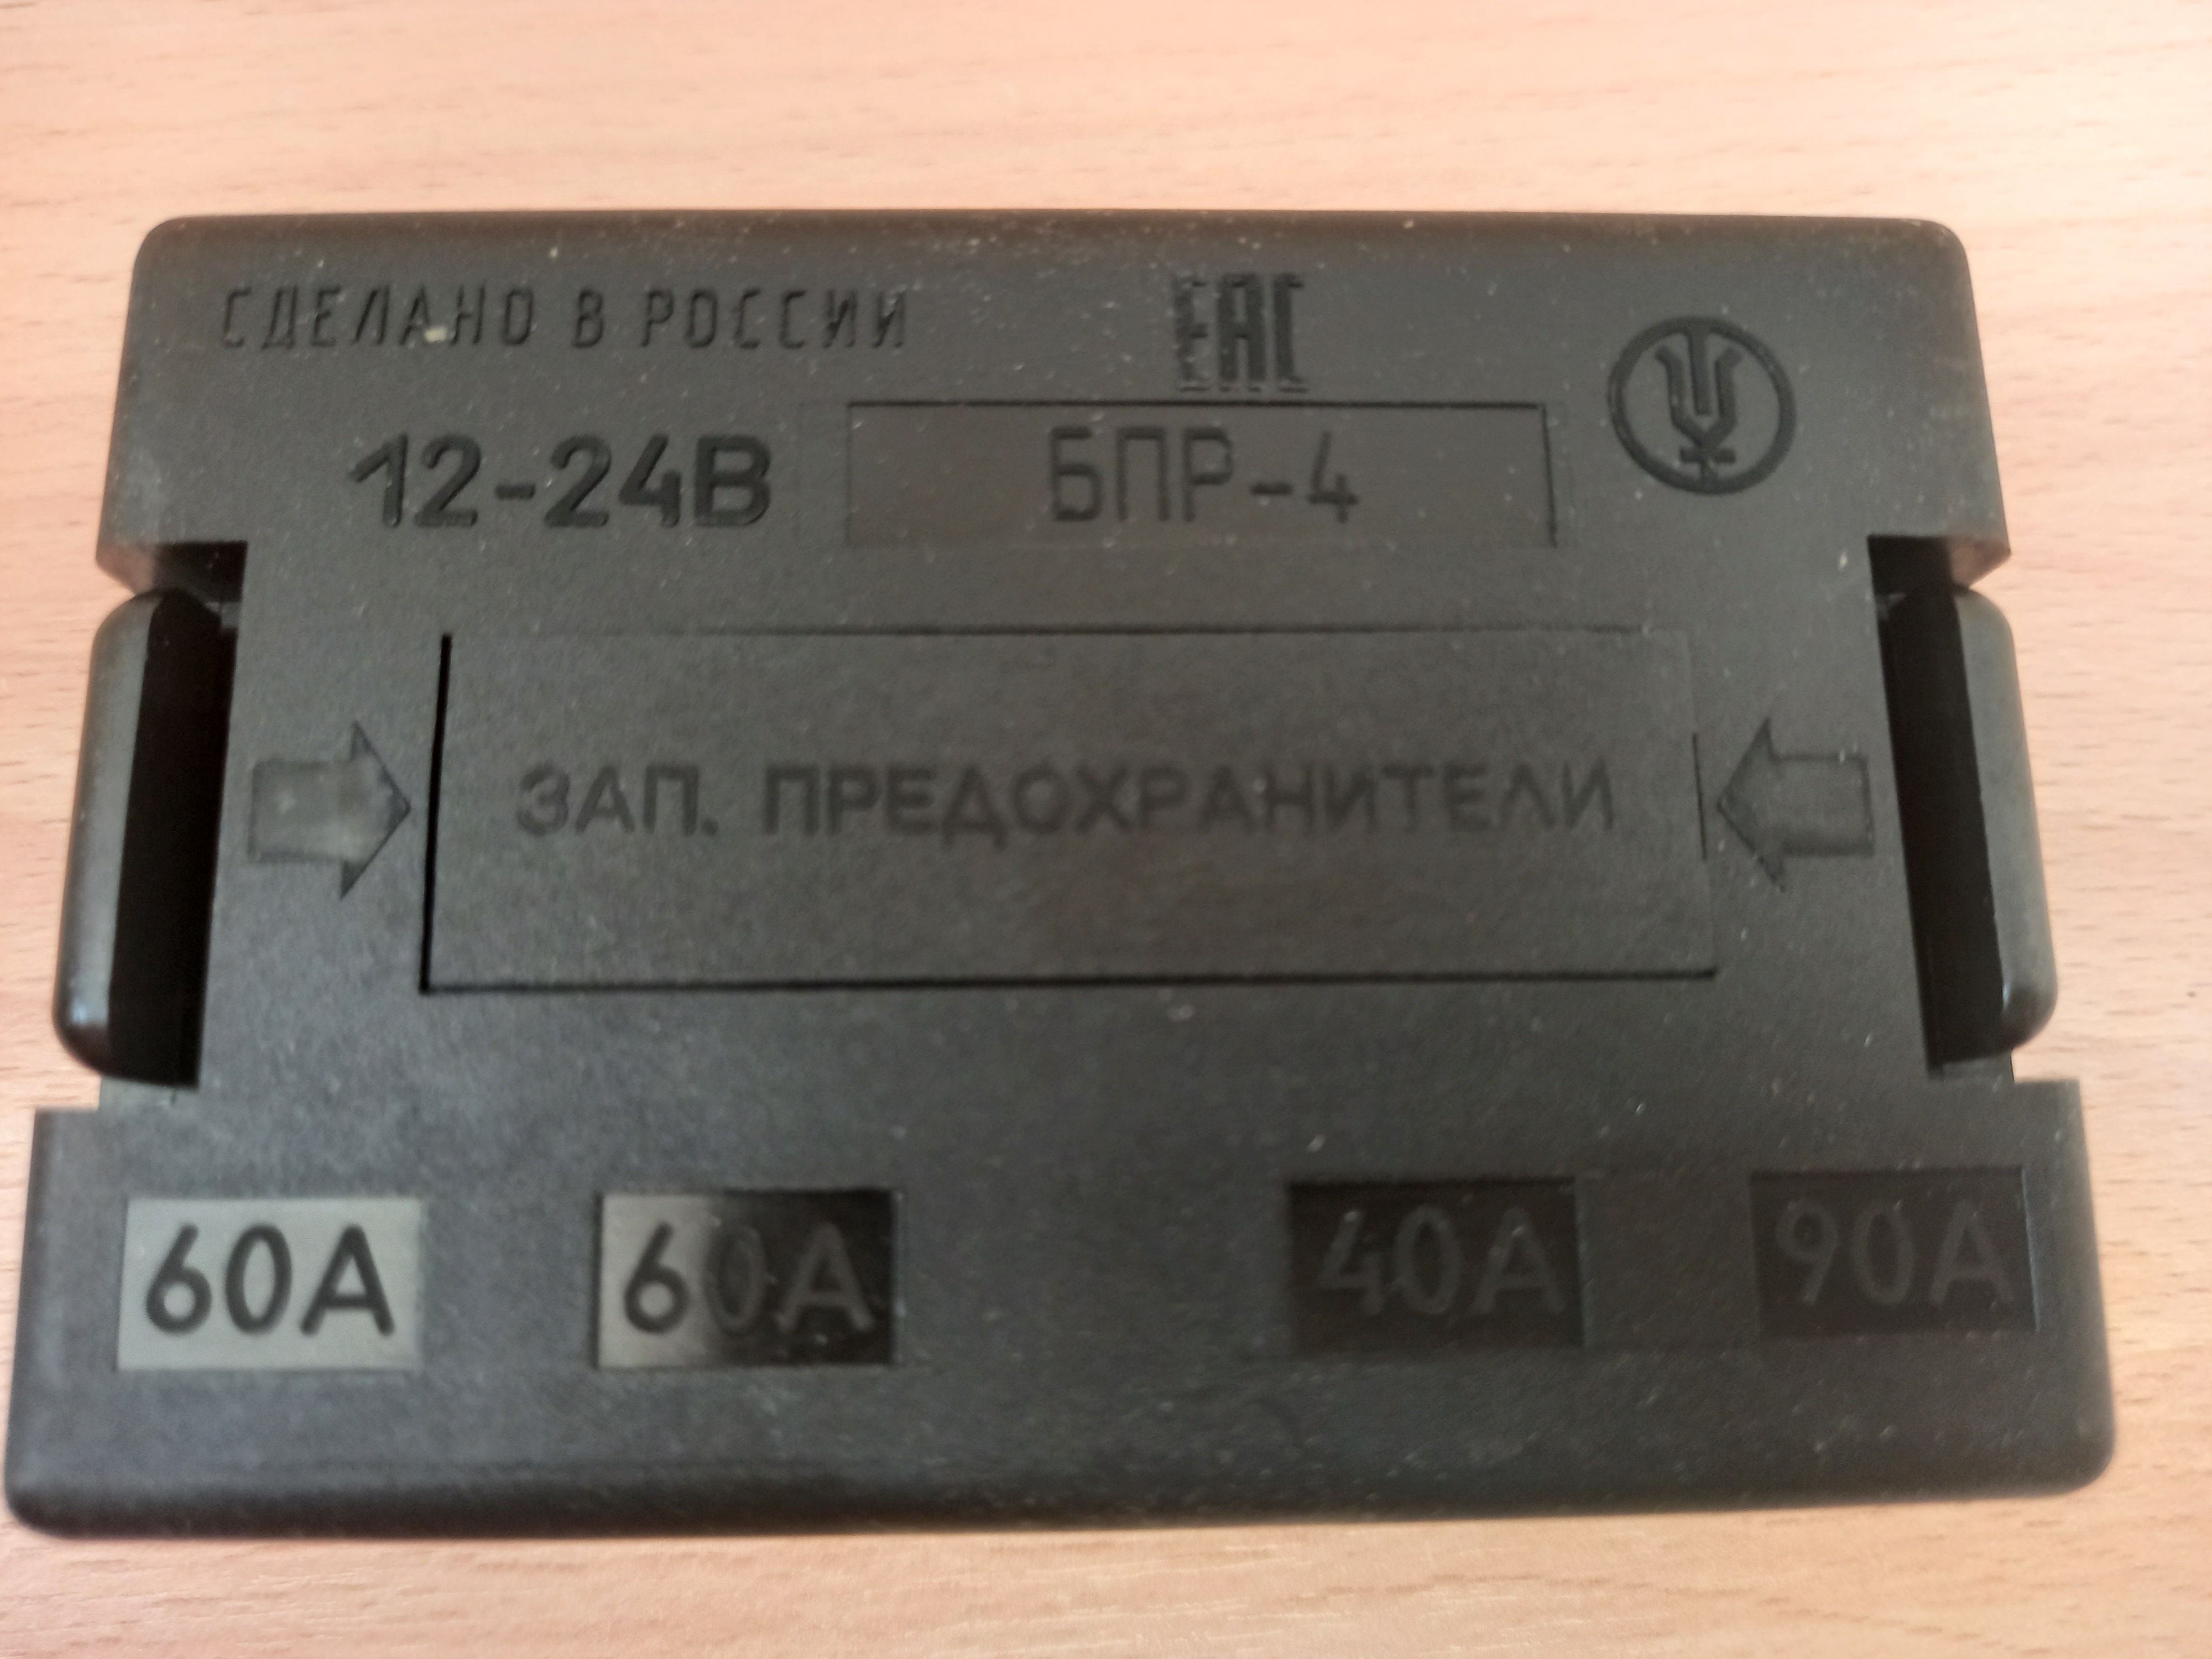 СДЕЛАНО В РОССИИ
EAC
12-24В
БПР-4
ЗАП. ПРЕДОХРАНИТЕЛИ
60А
60А
40А
90А